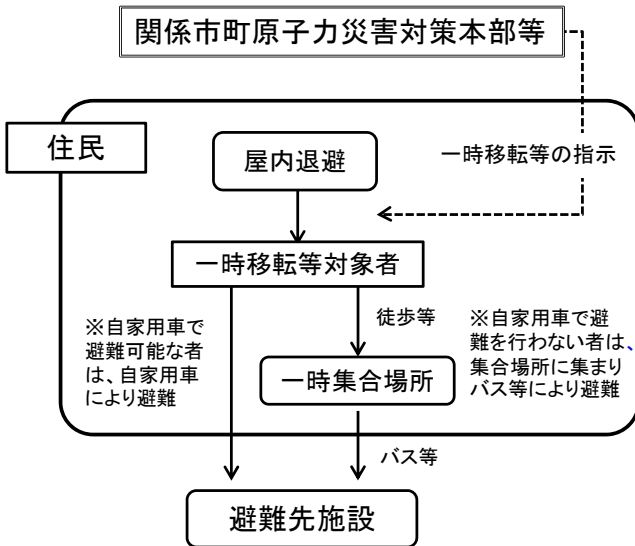 関係市町原子力災害対策本部等
住民
屋内退避
一時移転等の指示
一時移転等対象者
※自家用車で
避難可能な者
は、自家用車
により避難
徒歩等
※自家用車で避
難を行わない者は、
集合場所に集まり
バス等により避難
一時集合場所
バス等
避難先施設